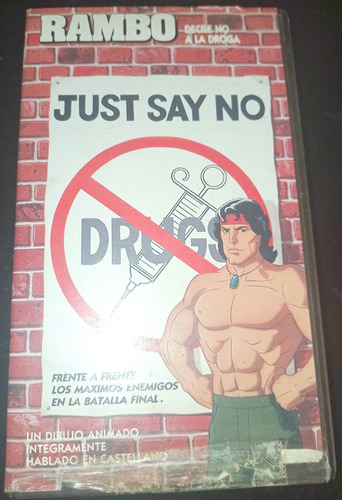 RAMBO
DECILE NO
A LA DROGA
JUST SAY NO
DRUGS
FRENTE A FRENTE
LOS MAXIMOS ENEMIGOS
EN LA BATALLA FINAL.
UN DIBUJO ANIMADO
INTEGRAMENTE
HABLADO EN CASTELLANO